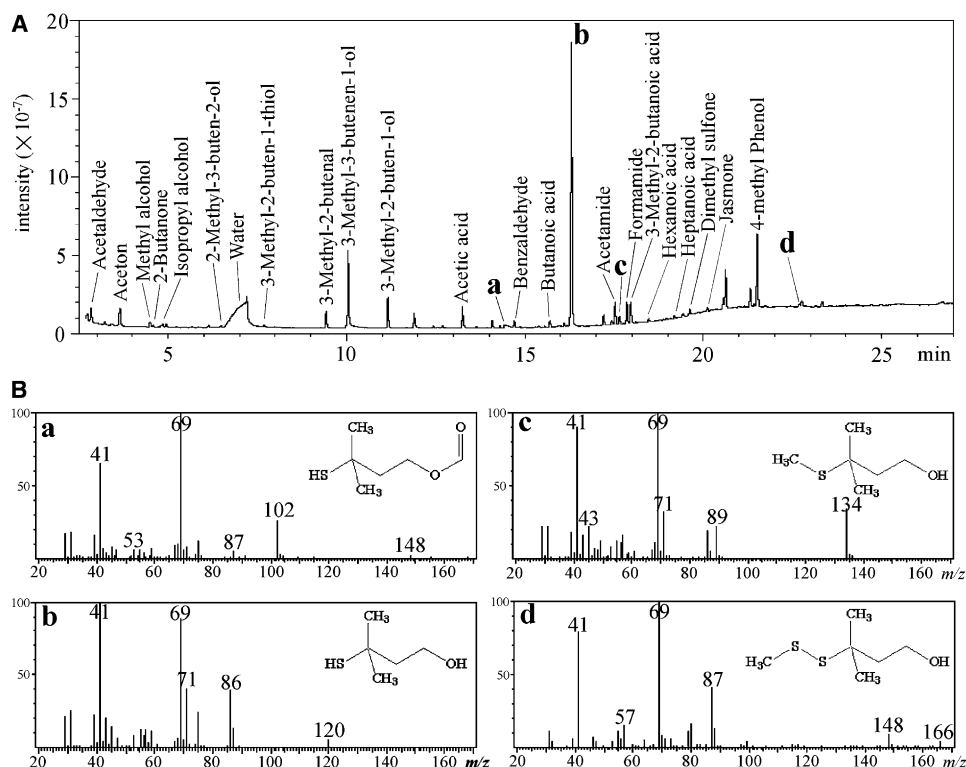 A
20
15
10
5
0
intensity (×10⁻⁷)
Acetaldehyde
Aceton
Methyl alcohol
2-Butanone
Isopropyl alcohol
2-Methyl-3-buten-2-ol
Water
3-Methyl-2-buten-1-thiol
3-Methyl-2-butenal
3-Methyl-3-butenen-1-ol
3-Methyl-2-buten-1-ol
Acetic acid
a
Benzaldehyde
Butanoic acid
b
Acetamide
c
Formamide
3-Methyl-2-butanoic acid
Hexanoic acid
Heptanoic acid
Dimethyl sulfone
Jasmone
4-methyl Phenol
d
5 10 15 20 25 min
B
100
50
a
41
53
69
87
102
148
CH₃
HS
CH₃
O
O
20 40 60 80 100 120 140 160
100
50
c
41
43
69
71
89
134
CH₃
H₃C
S
CH₃
OH
20 40 60 80 100 120 140 160 m/z
100
50
b
41
69
71
86
120
CH₃
HS
CH₃
OH
20 40 60 80 100 120 140 160 m/z
100
50
d
41
57
69
87
148
166
CH₃
H₃C
S
S
CH₃
OH
20 40 60 80 100 120 140 160 m/z